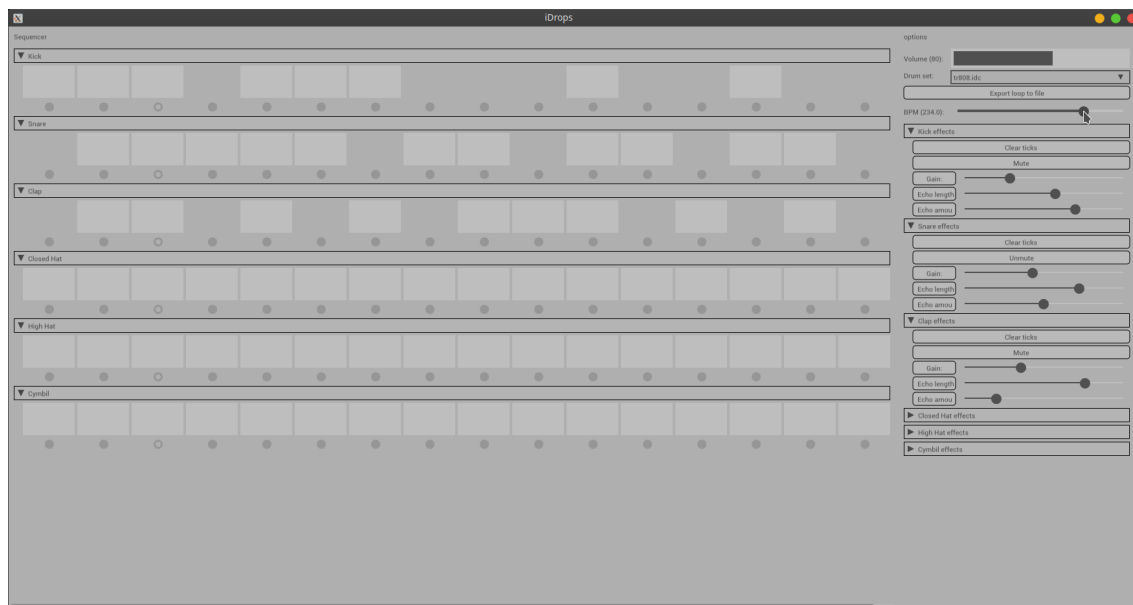 iDrops
Sequencer
Kick
Snare
Clap
Closed Hat
High Hat
Cymbil
options
Volume (80):
Drum set: tr808.idc
Export loop to file
BPM (234.0):
Kick effects
Clear ticks
Mute
Gain:
Echo length
Echo amou
Snare effects
Clear ticks
Unmute
Gain:
Echo length
Echo amou
Clap effects
Clear ticks
Mute
Gain:
Echo length
Echo amou
Closed Hat effects
High Hat effects
Cymbil effects